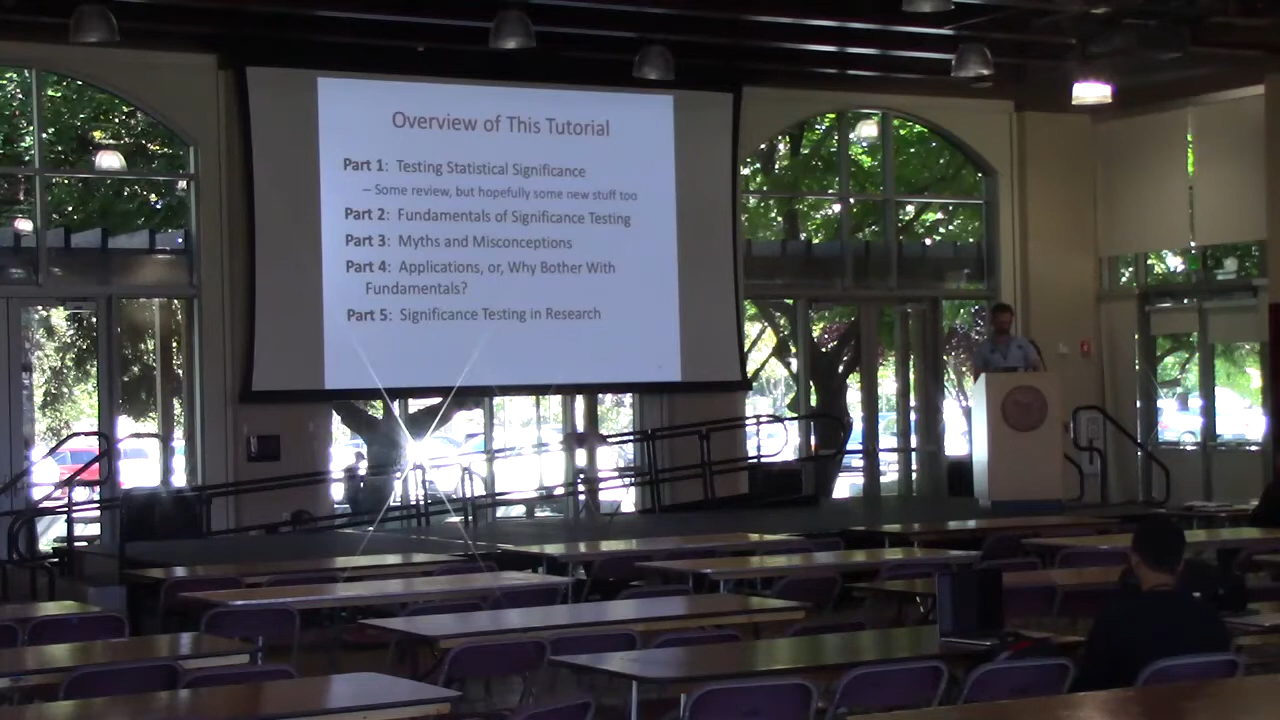 Overview of This Tutorial
Part 1: Testing Statistical Significance
– Some review, but hopefully some new stuff too
Part 2: Fundamentals of Significance Testing
Part 3: Myths and Misconceptions
Part 4: Applications, or, Why Bother With
Fundamentals?
Part 5: Significance Testing in Research